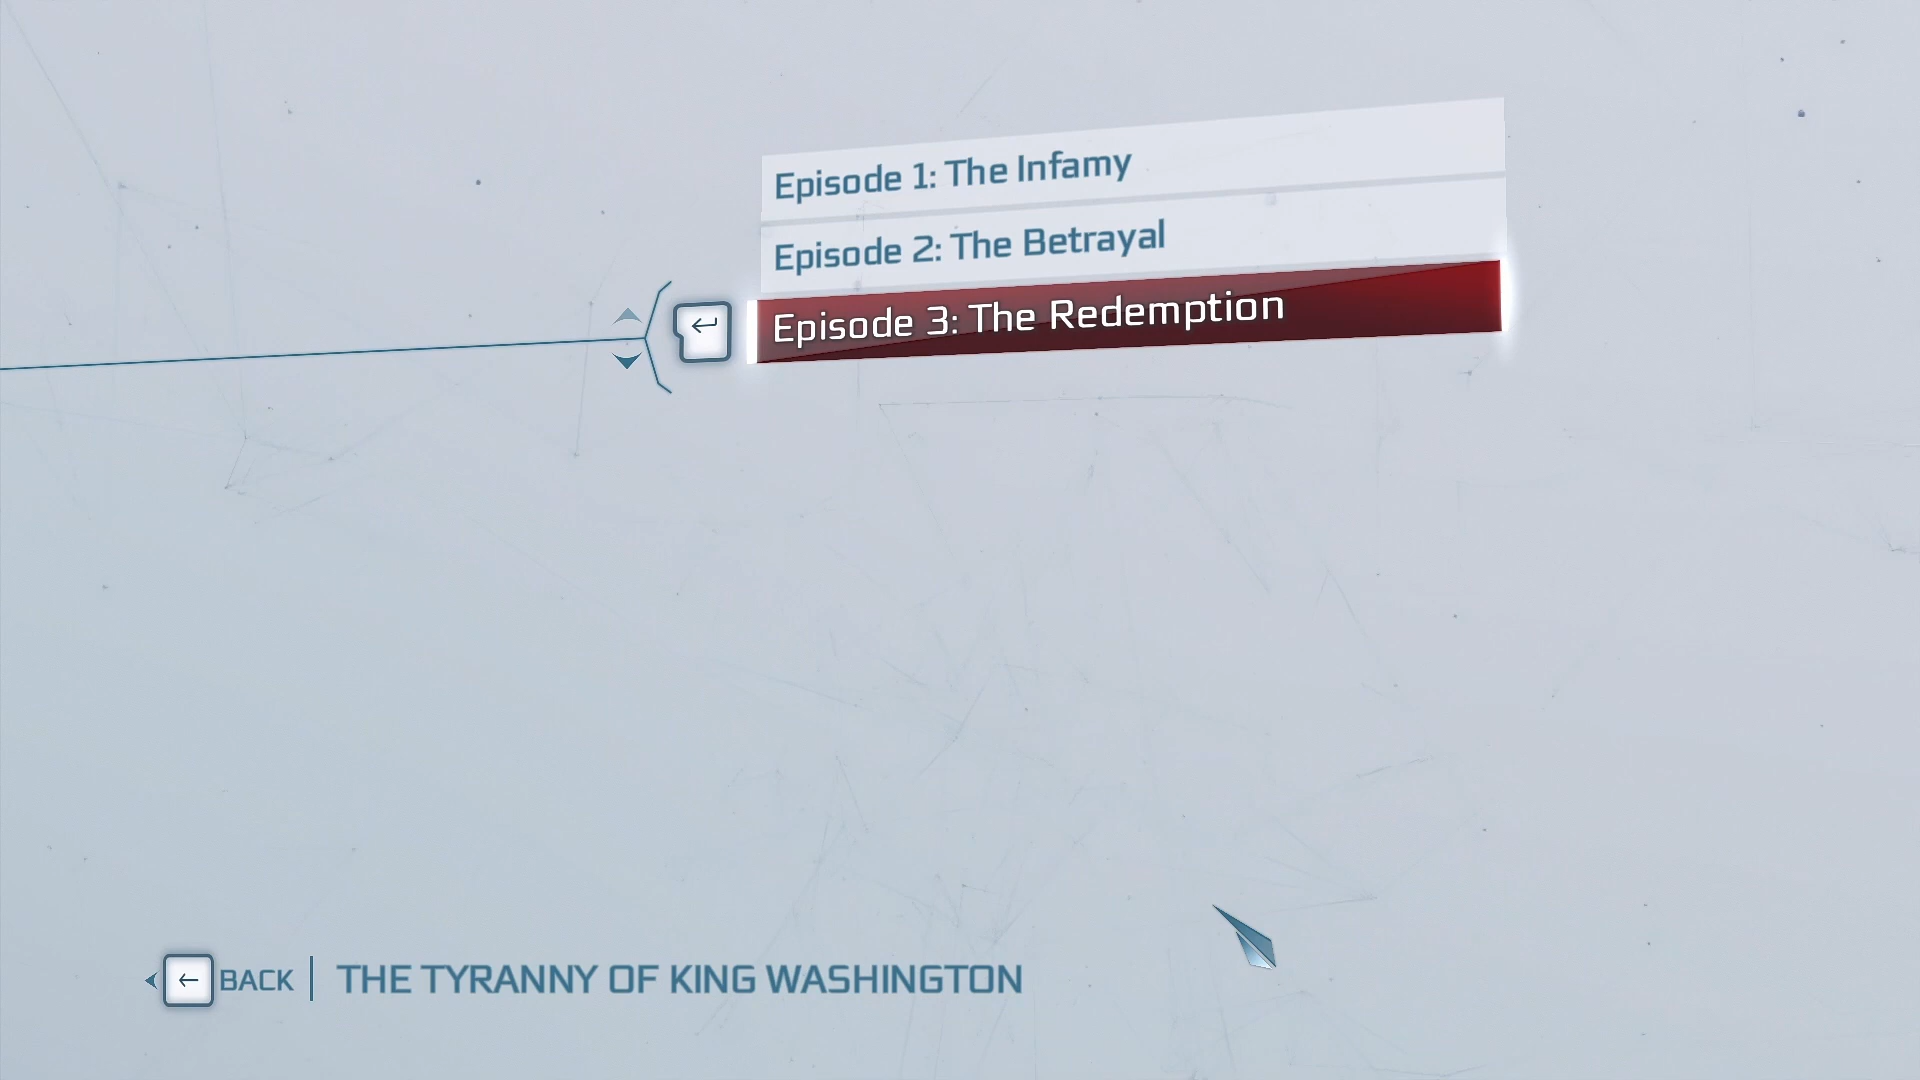 Episode 1: The Infamy
Episode 2: The Betrayal
Episode 3: The Redemption
BACK
THE TYRANNY OF KING WASHINGTON